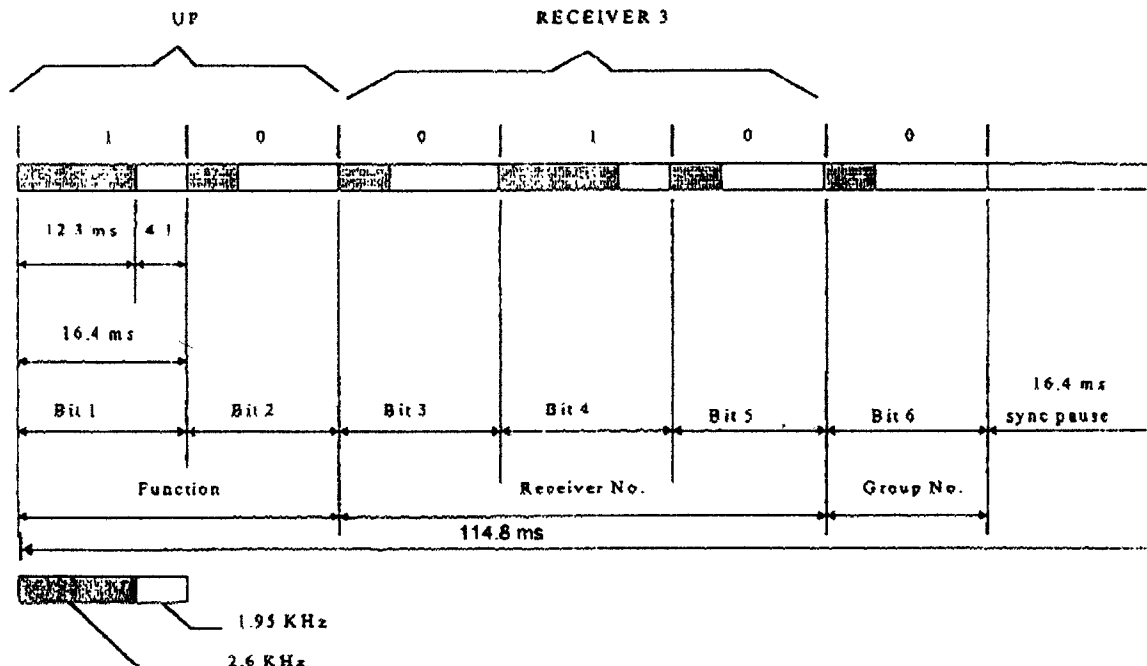 UP RECEIVER 3
1 0 0 1 0 0
12.3 ms 4.1
16.4 ms
16.4 ms
Bit 1 Bit 2 Bit 3 Bit 4 Bit 5 Bit 6 sync pause
Function Receiver No. Group No.
114.8 ms
1.95 KHz
2.6 KHz